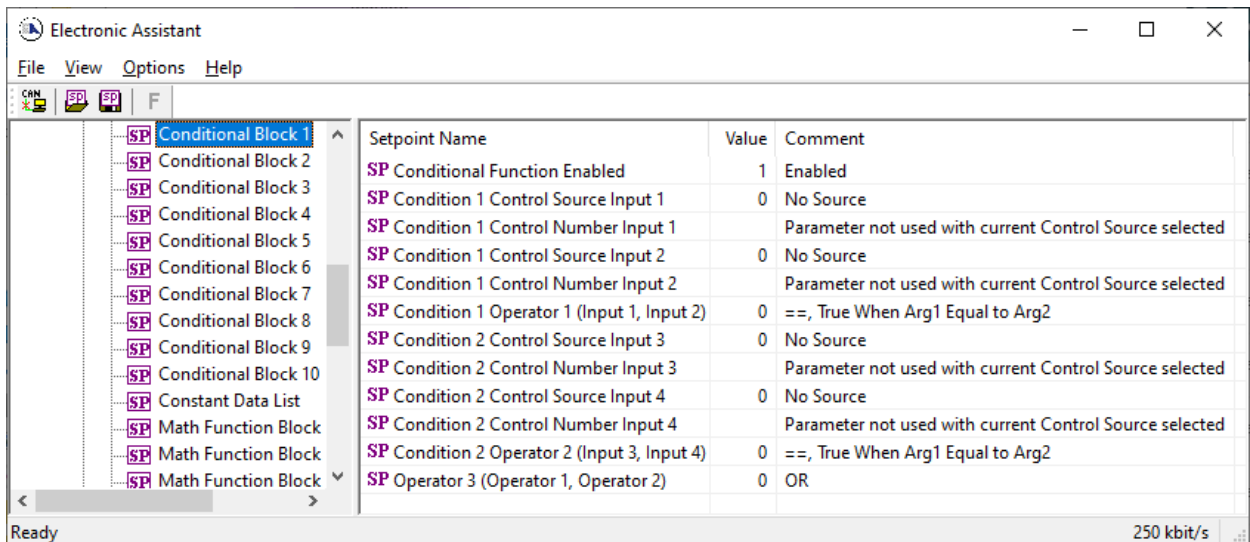 Electronic Assistant
File View Options Help
CAN SP SP F
SP Conditional Block 1
SP Conditional Block 2
SP Conditional Block 3
SP Conditional Block 4
SP Conditional Block 5
SP Conditional Block 6
SP Conditional Block 7
SP Conditional Block 8
SP Conditional Block 9
SP Conditional Block 10
SP Constant Data List
SP Math Function Block
SP Math Function Block
SP Math Function Block
Setpoint Name Value Comment
SP Conditional Function Enabled 1 Enabled
SP Condition 1 Control Source Input 1 0 No Source
SP Condition 1 Control Number Input 1 Parameter not used with current Control Source selected
SP Condition 1 Control Source Input 2 0 No Source
SP Condition 1 Control Number Input 2 Parameter not used with current Control Source selected
SP Condition 1 Operator 1 (Input 1, Input 2) 0 ==, True When Arg1 Equal to Arg2
SP Condition 2 Control Source Input 3 0 No Source
SP Condition 2 Control Number Input 3 Parameter not used with current Control Source selected
SP Condition 2 Control Source Input 4 0 No Source
SP Condition 2 Control Number Input 4 Parameter not used with current Control Source selected
SP Condition 2 Operator 2 (Input 3, Input 4) 0 ==, True When Arg1 Equal to Arg2
SP Operator 3 (Operator 1, Operator 2) 0 OR
Ready 250 kbit/s